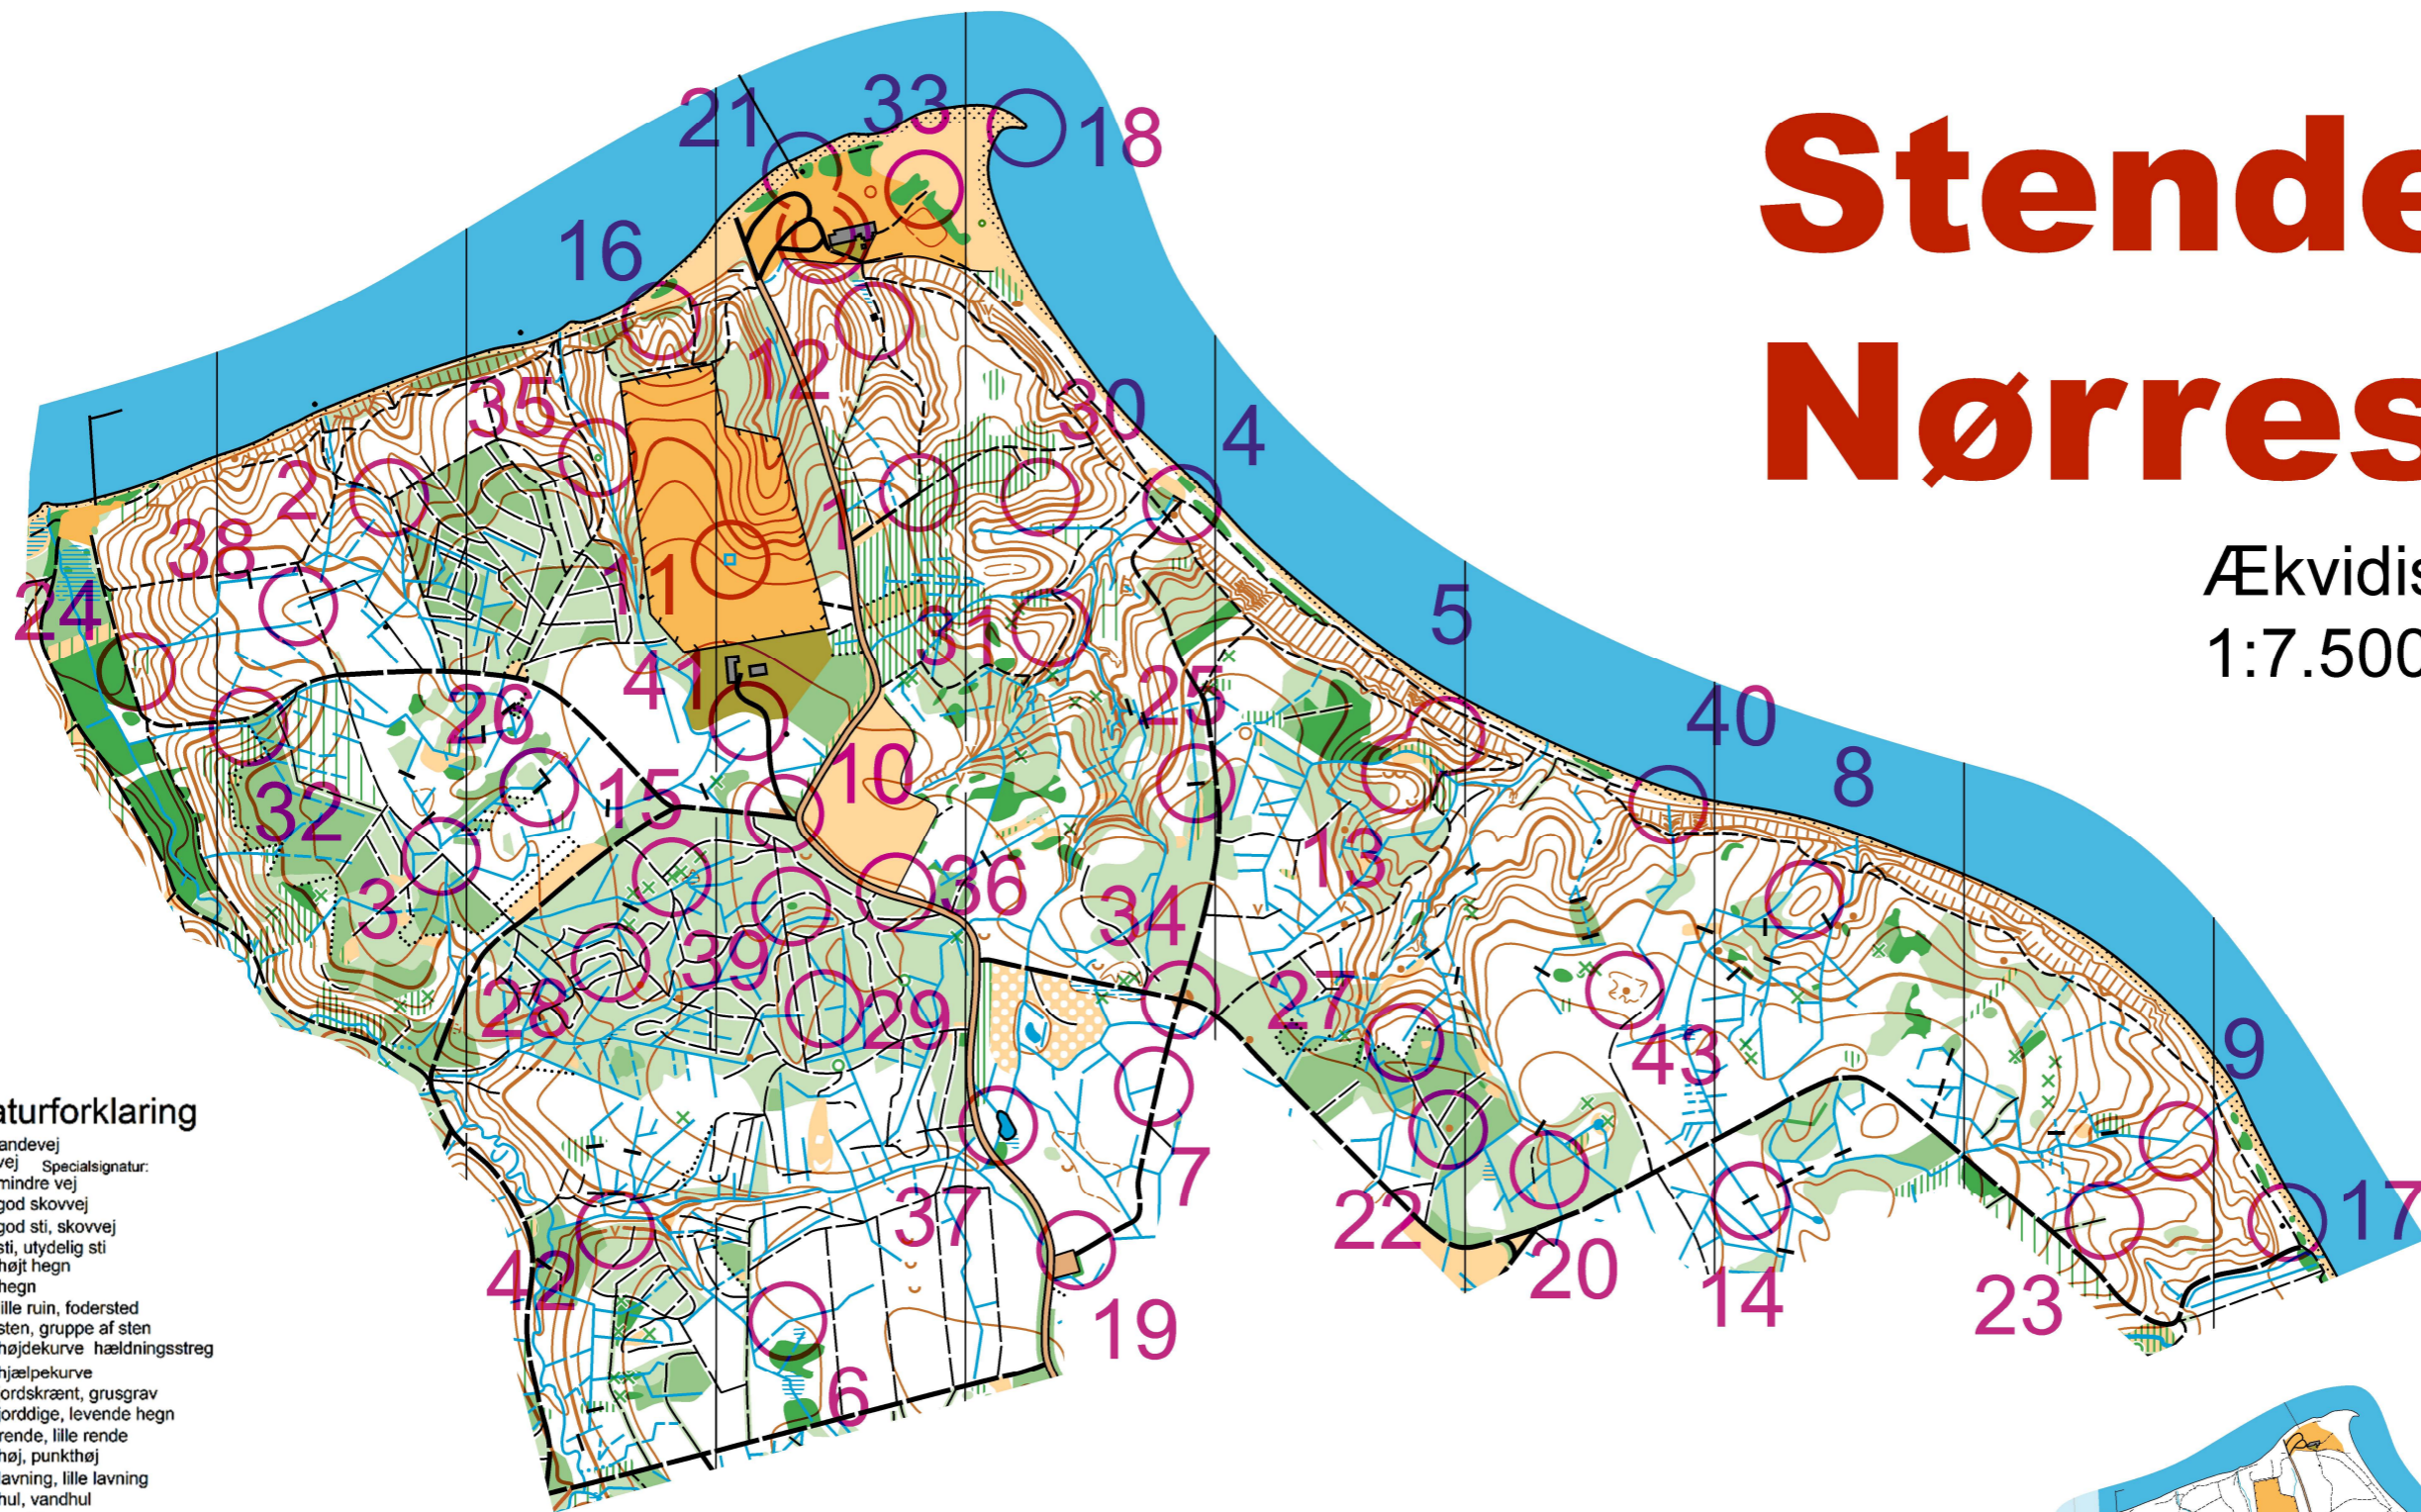 Stende
Nørres
Ækvidis
1:7.500
21
33
18
16
12
35
30
4
2
1
38
11
24
31
5
41
25
26
40
10
8
15
32
13
36
3
34
39
28
29
27
43
9
7
37
22
17
42
20
14
23
19
6
aturforklaring
andevej
vej Specialsignatur:
mindre vej
god skovvej
god sti, skovvej
sti, utydelig sti
højt hegn
hegn
ille ruin, fodersted
sten, gruppe af sten
højdekurve hældningsstreg
hjælpekurve
jordskrænt, grusgrav
jorddige, levende hegn
rende, lille rende
høj, punkthøj
lavning, lille lavning
hul, vandhul